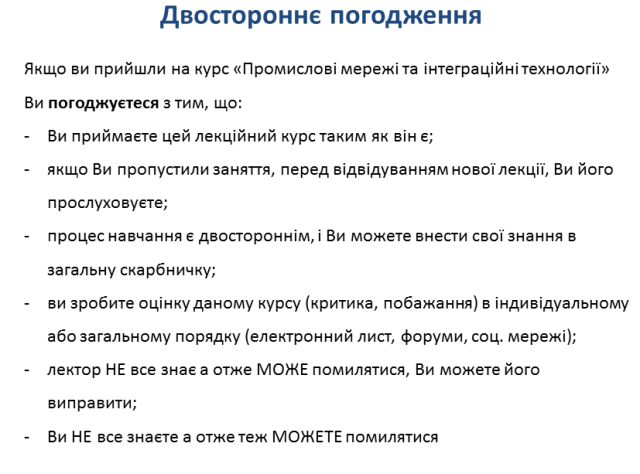 Двостороннє погодження
Якщо ви прийшли на курс «Промислові мережі та інтеграційні технології»
Ви погоджуєтеся з тим, що:
- Ви приймаєте цей лекційний курс таким як він є;
- якщо Ви пропустили заняття, перед відвідуванням нової лекції, Ви його
прослуховуєте;
- процес навчання є двостороннім, і Ви можете внести свої знання в
загальну скарбничку;
- ви зробите оцінку даному курсу (критика, побажання) в індивідуальному
або загальному порядку (електронний лист, форуми, соц. мережі);
- лектор НЕ все знає а отже МОЖЕ помилятися, Ви можете його
виправити;
- Ви НЕ все знаєте а отже теж МОЖЕТЕ помилятися